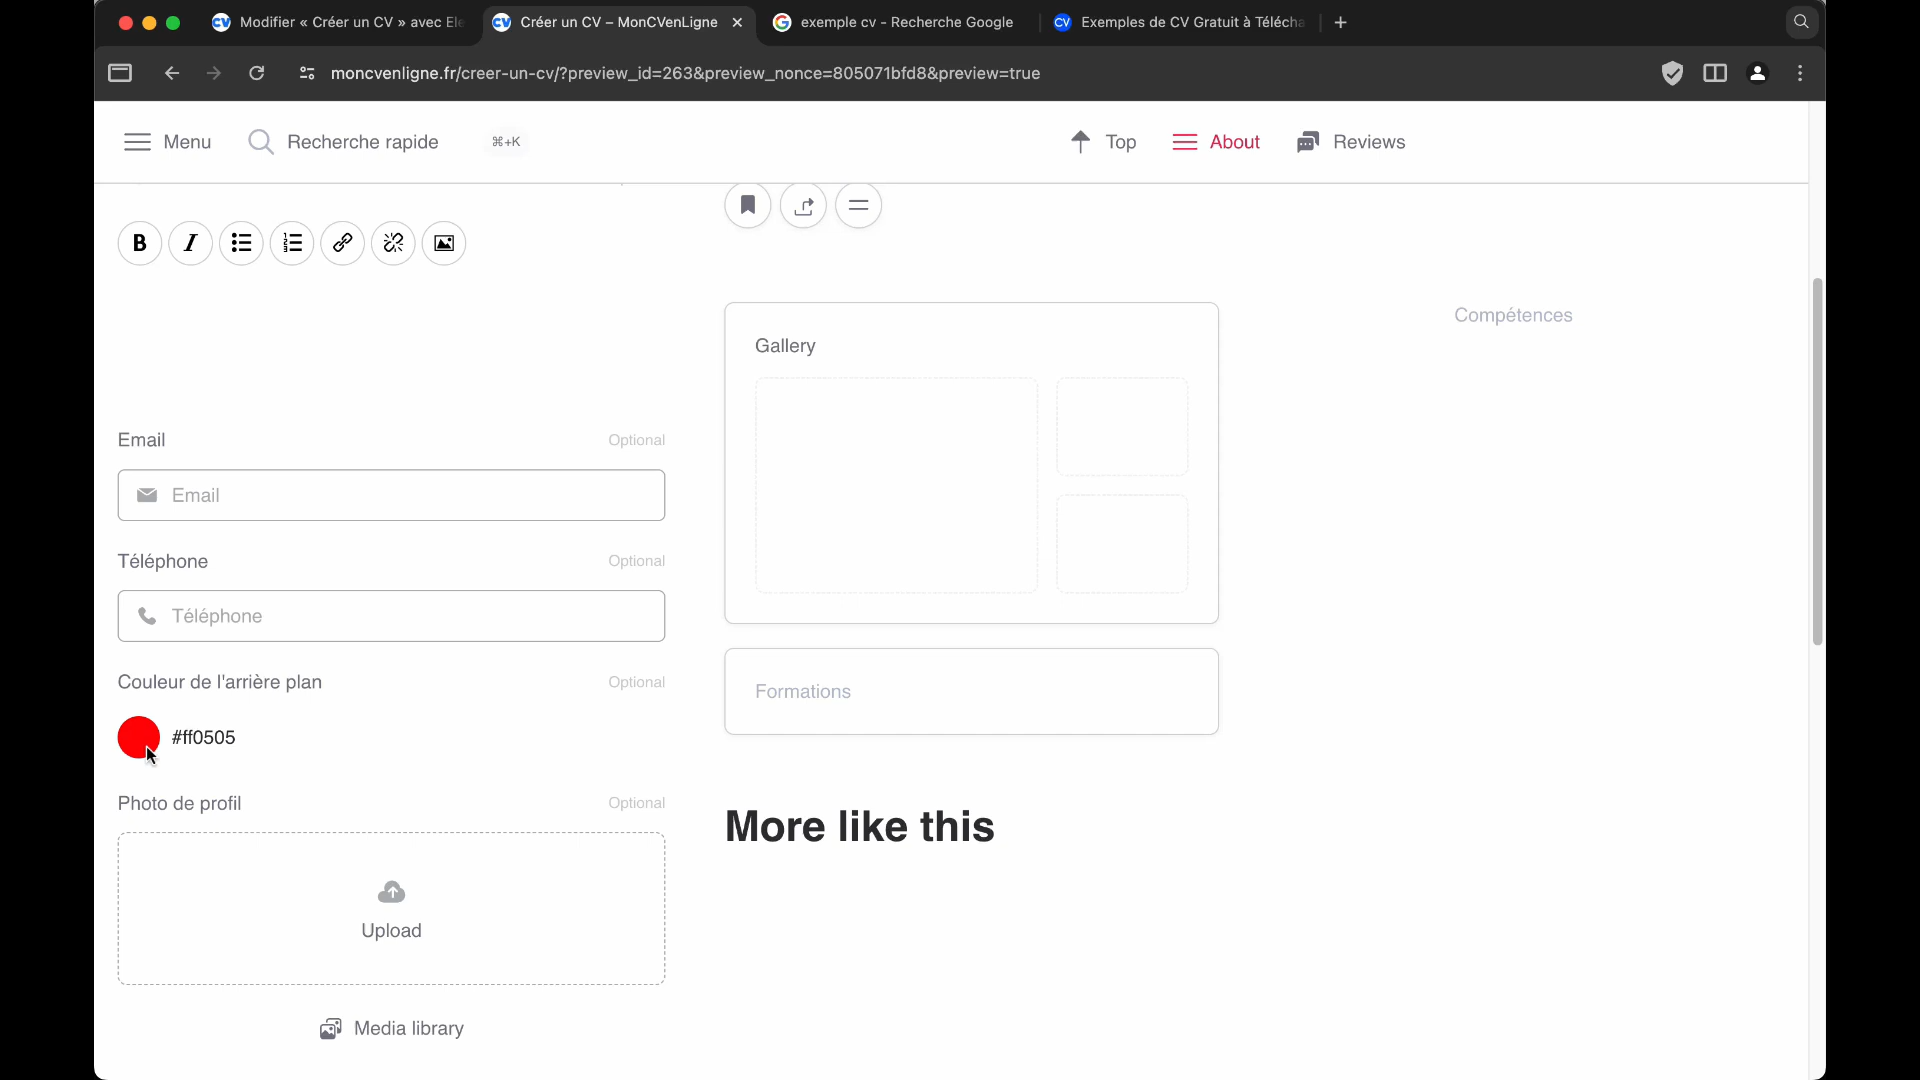 Modifier « Créer un CV » avec Ele
Créer un CV – MonCVenLigne
exemple cv - Recherche Google
Exemples de CV Gratuit à Télécha
moncvenligne.fr/creer-un-cv/?preview_id=263&preview_nonce=805071bfd8&preview=true
Menu
Recherche rapide
⌘+K
Top
About
Reviews
B I
Gallery
Compétences
Email
Optional
Email
Téléphone
Optional
Téléphone
Couleur de l'arrière plan
Optional
#ff0505
Formations
Photo de profil
Optional
Upload
Media library
More like this